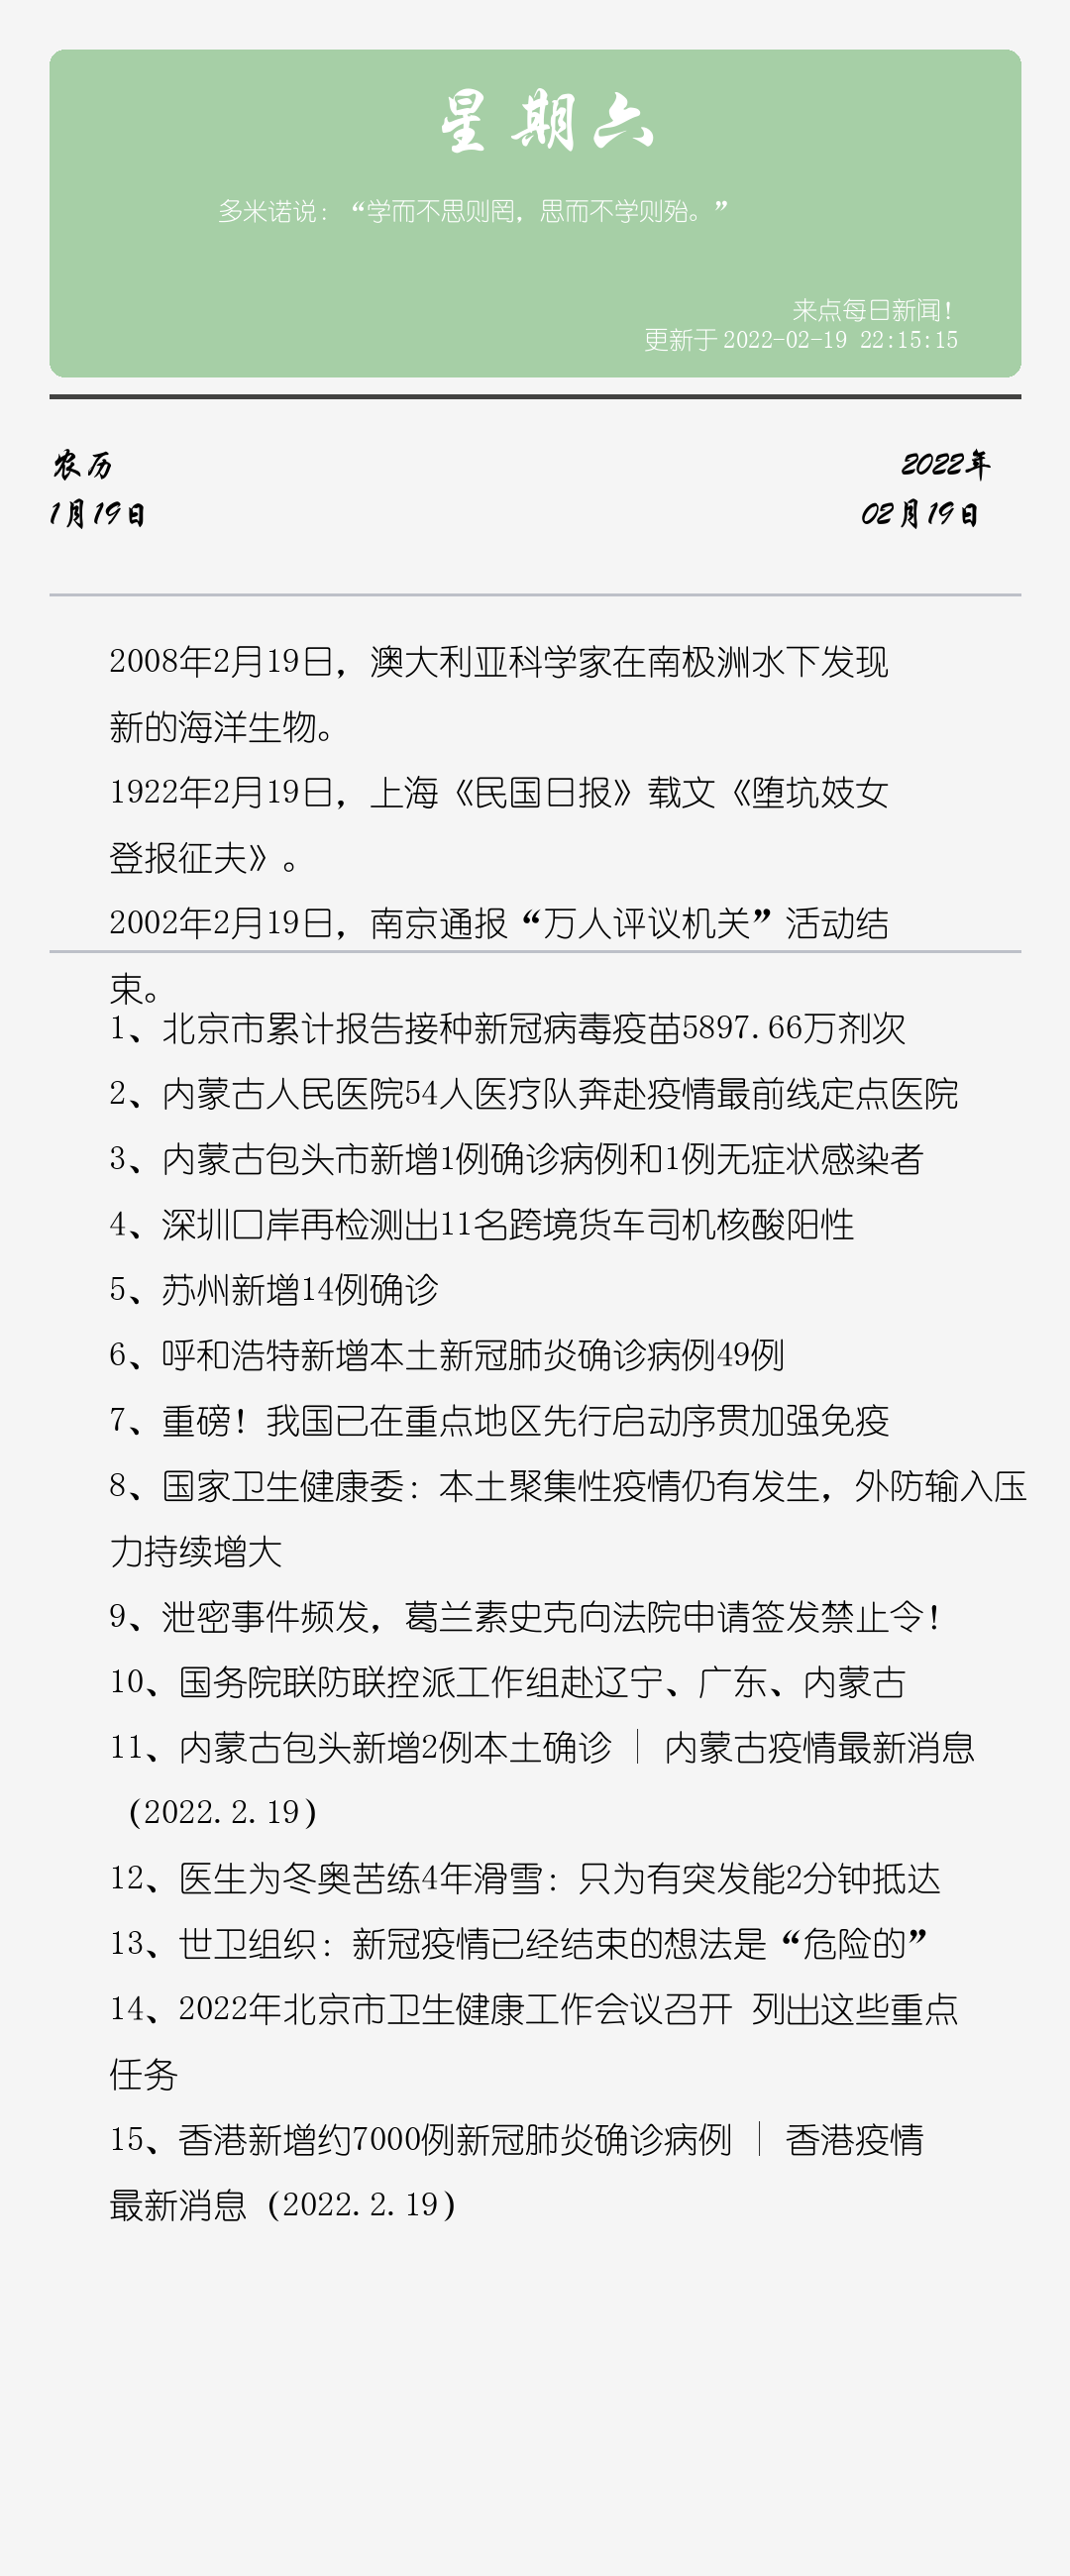 星期六
多米诺说：“学而不思则罔，思而不学则殆。”
来点每日新闻！
更新于2022-02-19 22:15:15
农历
2022年
1月19日
02月19日
2008年2月19日，澳大利亚科学家在南极洲水下发现
新的海洋生物。
1922年2月19日，上海《民国日报》载文《堕坑妓女
登报征夫》。
2002年2月19日，南京通报“万人评议机关”活动结
束。
1、北京市累计报告接种新冠病毒疫苗5897.66万剂次
2、内蒙古人民医院54人医疗队奔赴疫情最前线定点医院
3、内蒙古包头市新增1例确诊病例和1例无症状感染者
4、深圳口岸再检测出11名跨境货车司机核酸阳性
5、苏州新增14例确诊
6、呼和浩特新增本土新冠肺炎确诊病例49例
7、重磅！我国已在重点地区先行启动序贯加强免疫
8、国家卫生健康委：本土聚集性疫情仍有发生，外防输入压
力持续增大
9、泄密事件频发，葛兰素史克向法院申请签发禁止令！
10、国务院联防联控派工作组赴辽宁、广东、内蒙古
11、内蒙古包头新增2例本土确诊｜内蒙古疫情最新消息
（2022.2.19）
12、医生为冬奥苦练4年滑雪：只为有突发能2分钟抵达
13、世卫组织：新冠疫情已经结束的想法是“危险的”
14、2022年北京市卫生健康工作会议召开 列出这些重点
任务
15、香港新增约7000例新冠肺炎确诊病例｜香港疫情
最新消息（2022.2.19）